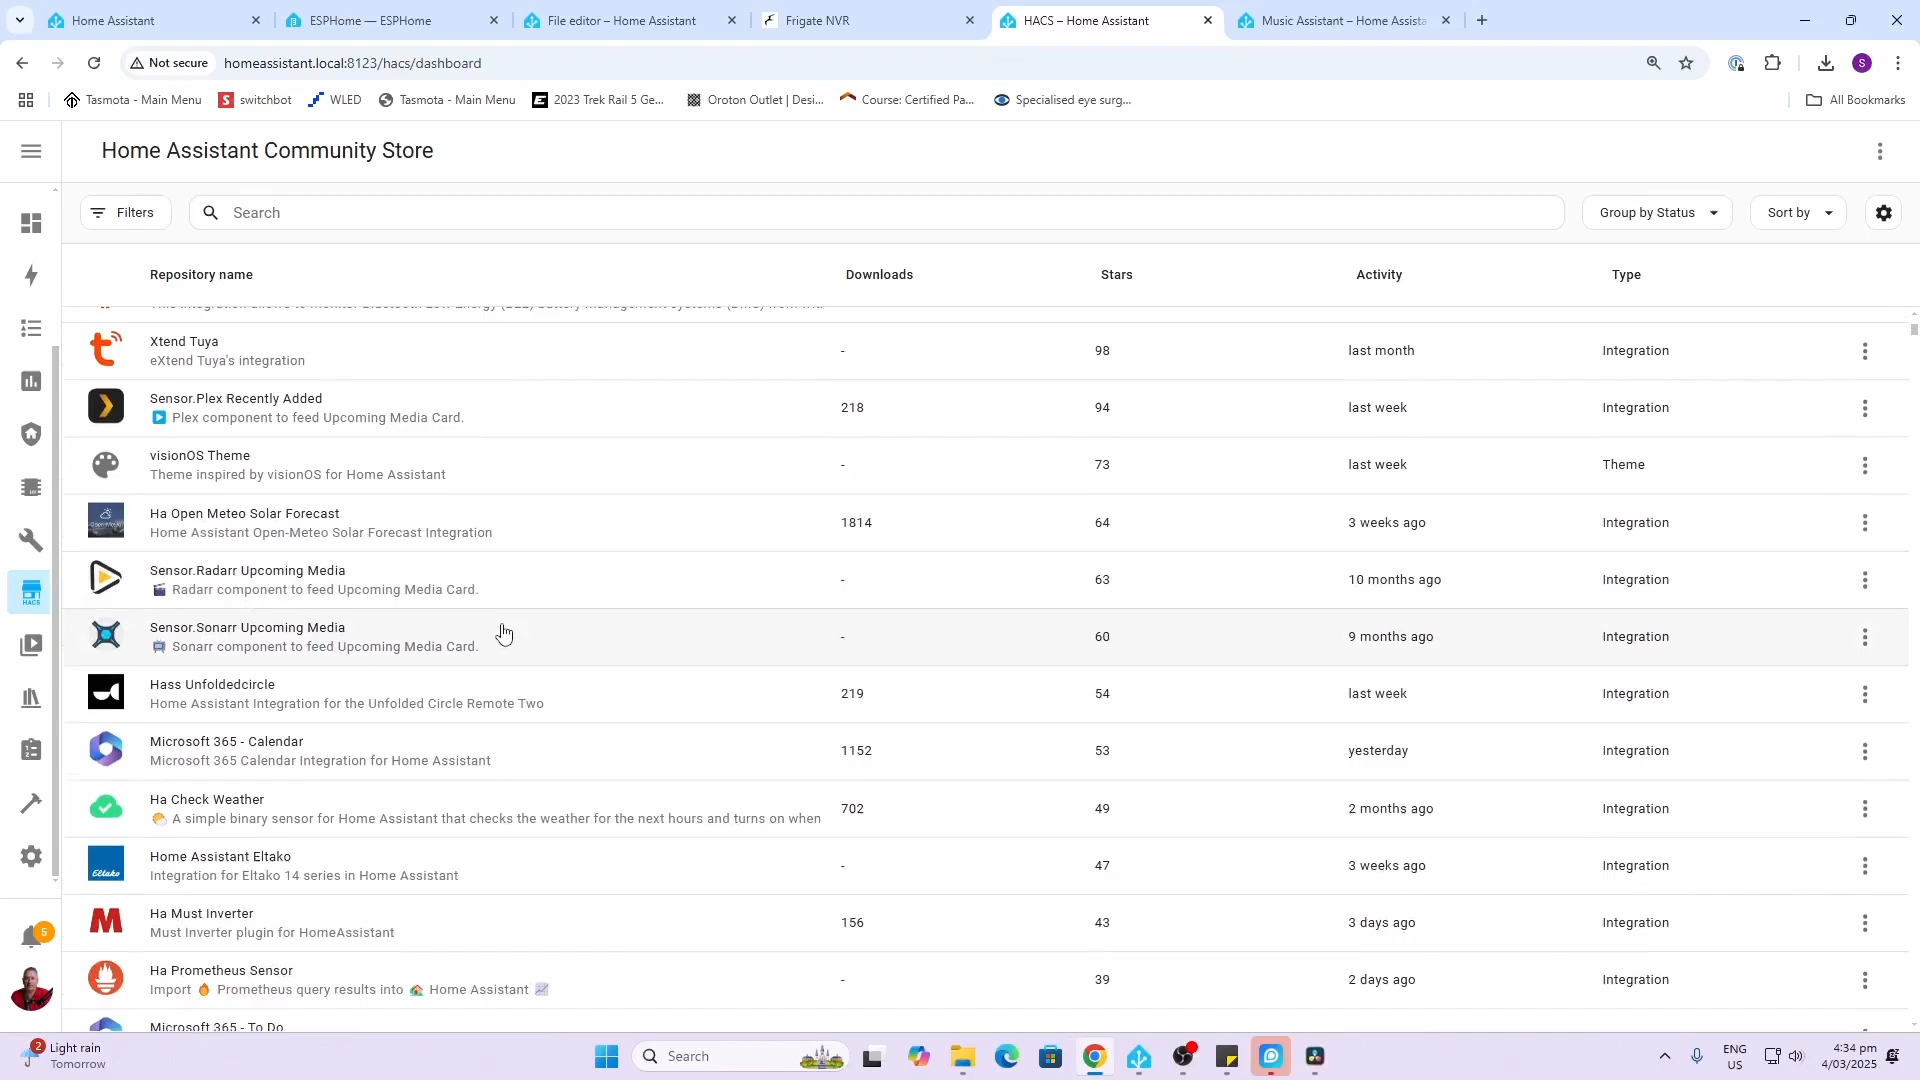 Home Assistant
ESPHome — ESPHome
File editor – Home Assistant
Frigate NVR
HACS – Home Assistant
Music Assistant – Home Assista
Not secure
homeassistant.local:8123/hacs/dashboard
S
Tasmota - Main Menu
switchbot
WLED
Tasmota - Main Menu
2023 Trek Rail 5 Ge...
Oroton Outlet | Desi...
Course: Certified Pa...
Specialised eye surg...
All Bookmarks
Home Assistant Community Store
Filters
Search
Group by Status
Sort by
Repository name
Downloads
Stars
Activity
Type
Xtend Tuya
eXtend Tuya's integration
-
98
last month
Integration
Sensor.Plex Recently Added
Plex component to feed Upcoming Media Card.
218
94
last week
Integration
visionOS Theme
Theme inspired by visionOS for Home Assistant
-
73
last week
Theme
Ha Open Meteo Solar Forecast
Home Assistant Open-Meteo Solar Forecast Integration
1814
64
3 weeks ago
Integration
Sensor.Radarr Upcoming Media
Radarr component to feed Upcoming Media Card.
-
63
10 months ago
Integration
Sensor.Sonarr Upcoming Media
Sonarr component to feed Upcoming Media Card.
-
60
9 months ago
Integration
Hass Unfoldedcircle
Home Assistant Integration for the Unfolded Circle Remote Two
219
54
last week
Integration
Microsoft 365 - Calendar
Microsoft 365 Calendar Integration for Home Assistant
1152
53
yesterday
Integration
Ha Check Weather
A simple binary sensor for Home Assistant that checks the weather for the next hours and turns on when
702
49
2 months ago
Integration
Eltako
Home Assistant Eltako
Integration for Eltako 14 series in Home Assistant
-
47
3 weeks ago
Integration
Ha Must Inverter
Must Inverter plugin for HomeAssistant
156
43
3 days ago
Integration
Ha Prometheus Sensor
Import 🔥 Prometheus query results into 🏠 Home Assistant 📈
-
39
2 days ago
Integration
Microsoft 365 - To Do
HACS
5
2
Light rain
Tomorrow
Search
ENG
US
4:34 pm
4/03/2025